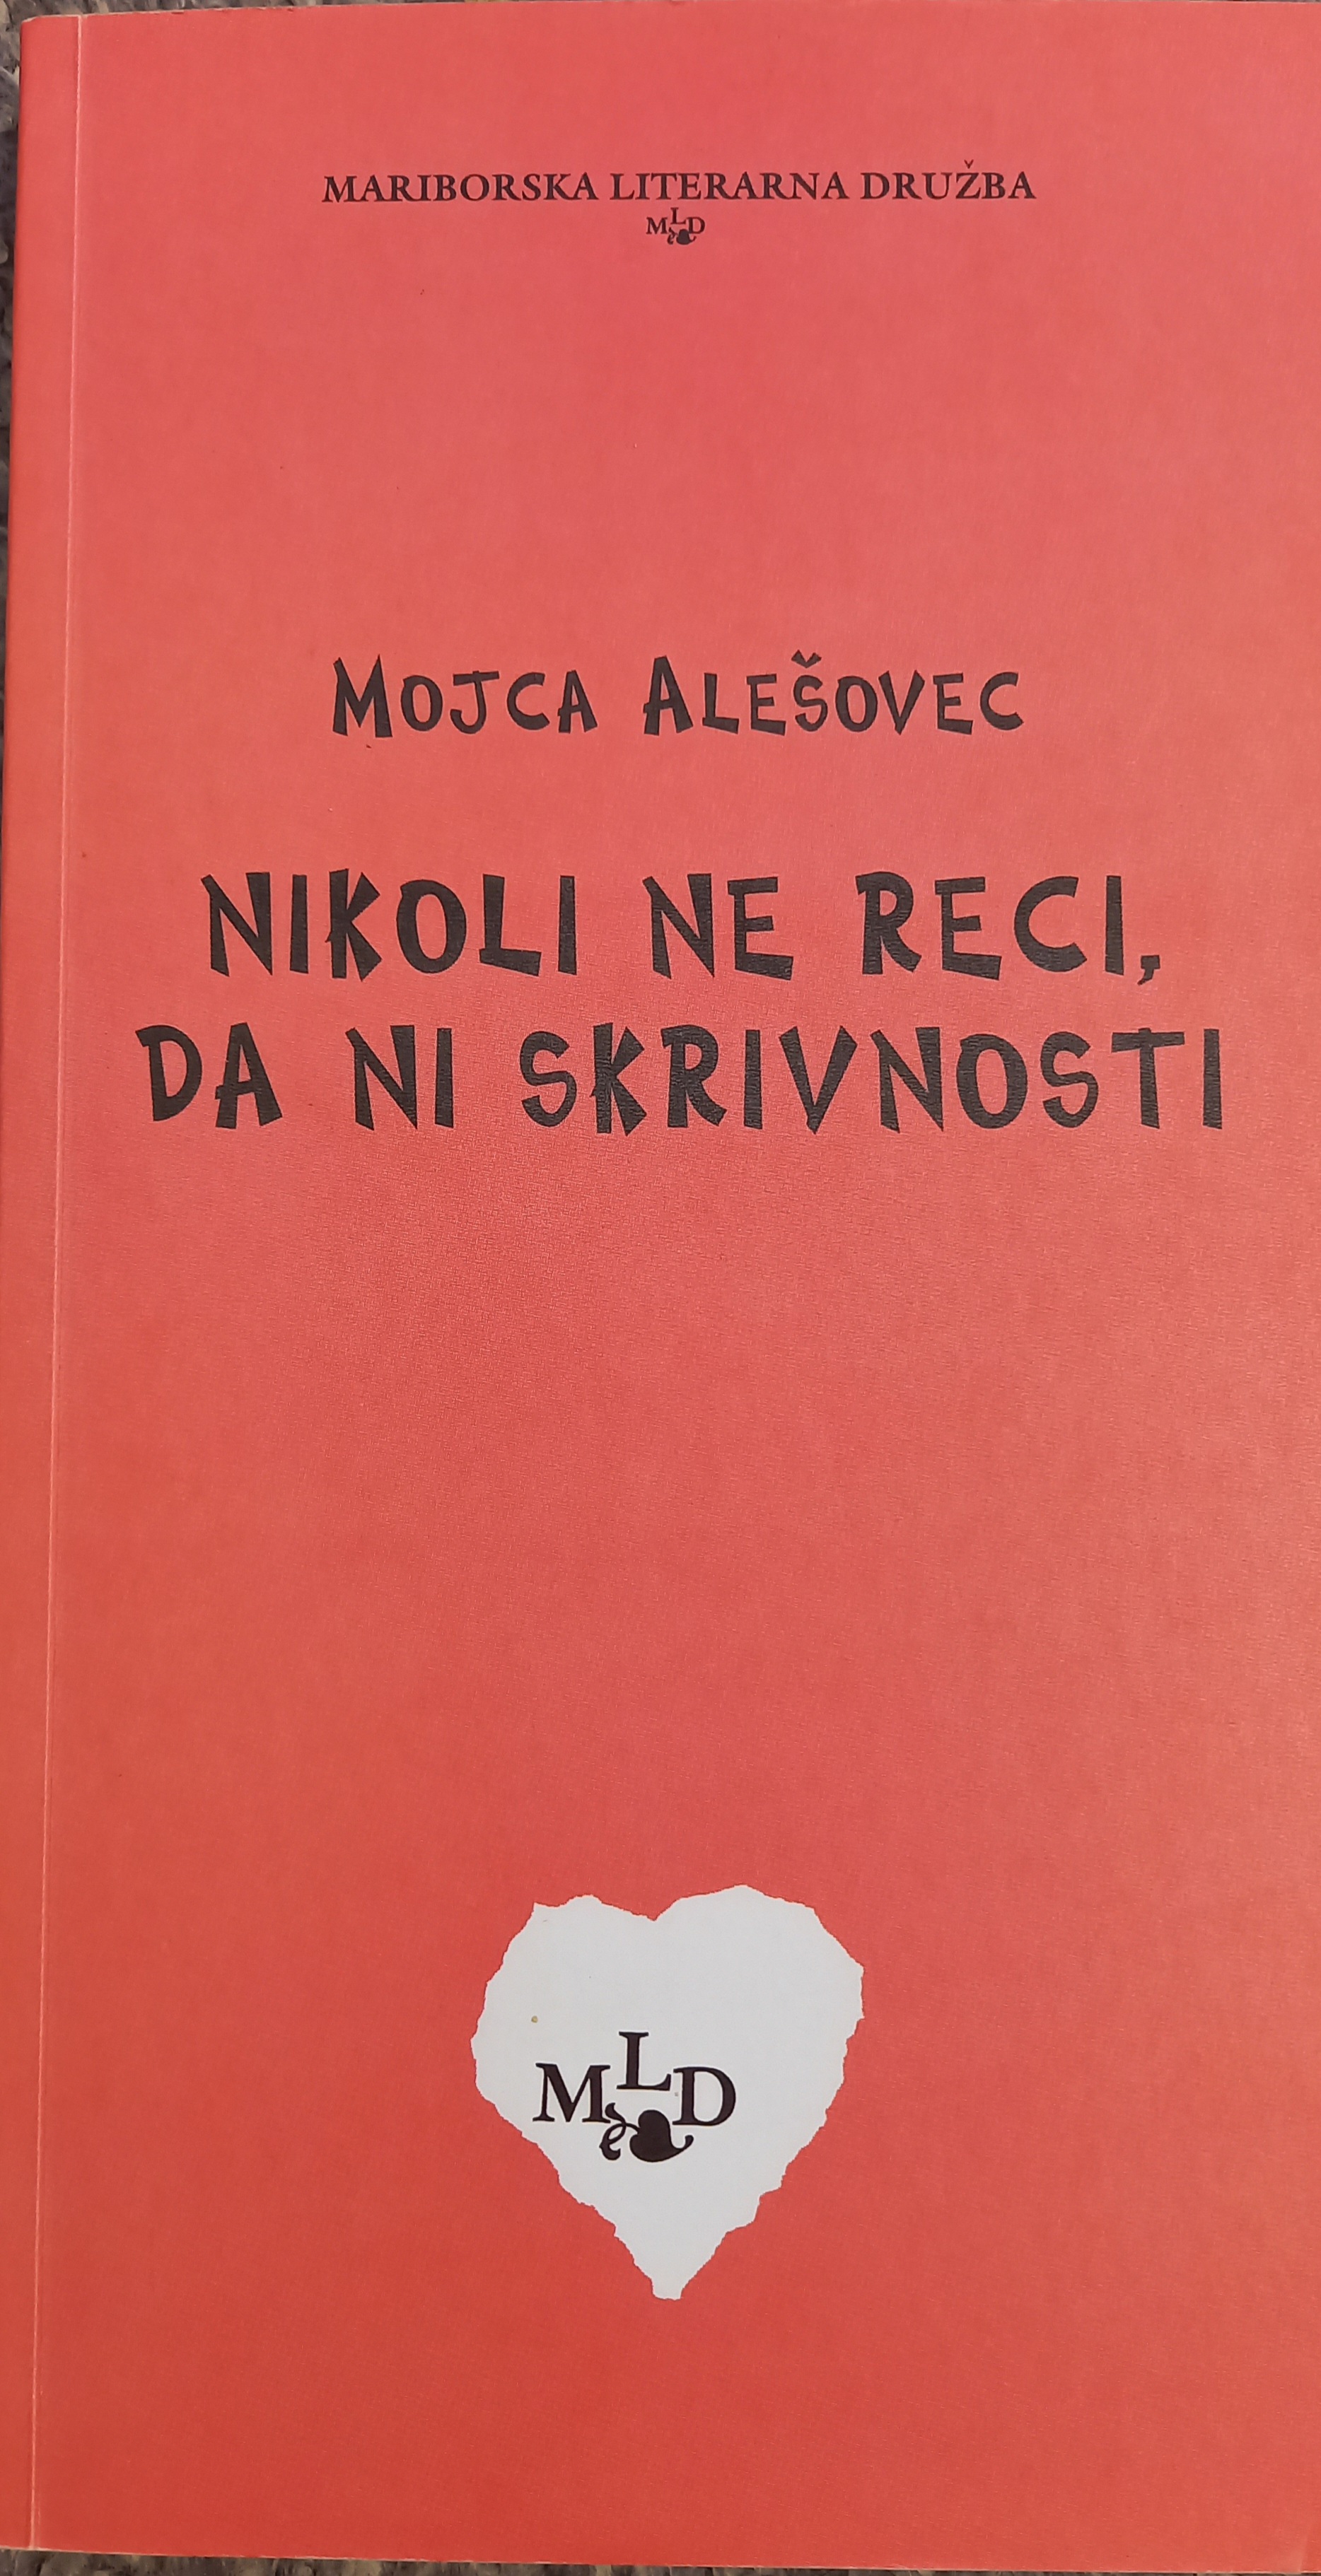 MARIBORSKA LITERARNA DRUŽBA
MLD
MOJCA ALEŠOVEC
NIKOLI NE RECI,
DA NI SKRIVNOSTI
MLD